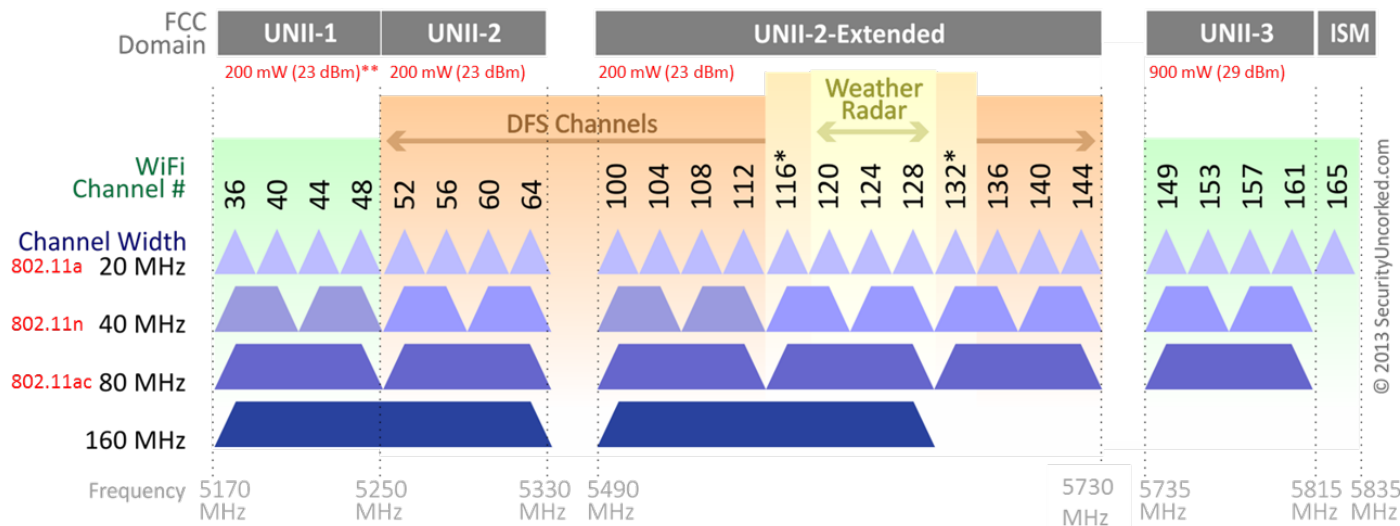 FCC
Domain
UNII-1
UNII-2
UNII-2-Extended
UNII-3
ISM
200 mW (23 dBm)**
200 mW (23 dBm)
200 mW (23 dBm)
900 mW (29 dBm)
Weather
Radar
DFS Channels
WiFi
Channel #
36 40 44 48 52 56 60 64 100 104 108 112 116* 120 124 128 132* 136 140 144 149 153 157 161 165
Channel Width
802.11a 20 MHz
802.11n 40 MHz
802.11ac 80 MHz
160 MHz
Frequency
5170
MHz
5250
MHz
5330
MHz
5490
MHz
5730
MHz
5735
MHz
5815
MHz
5835
MHz
© 2013 SecurityUncorked.com